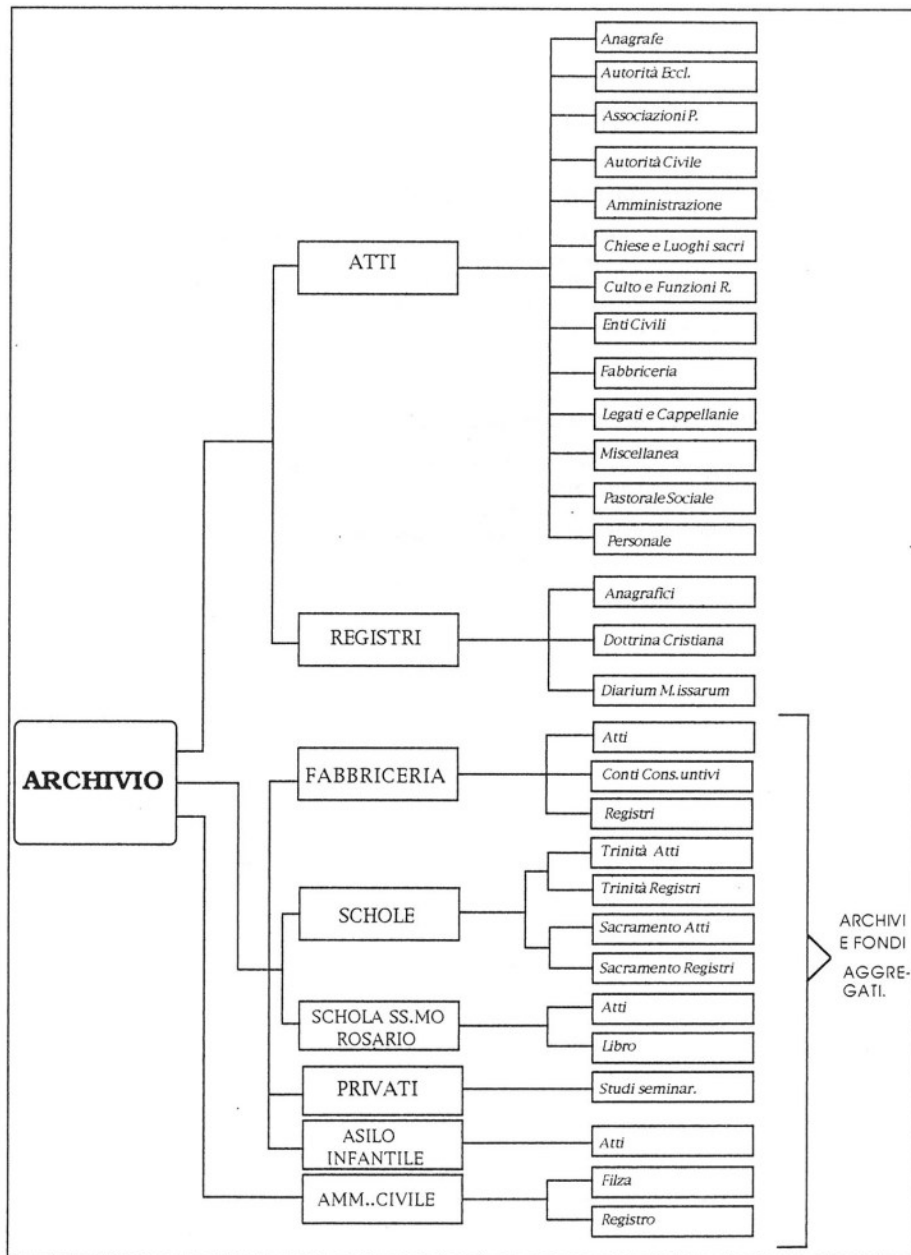 Anagrafe
Autorità Eccl.
Associazioni P.
Autorità Civile
Amministrazione
ATTI
Chiese e Luoghi sacri
Culto e Funzioni R.
Enti Civili
Fabbriceria
Legati e Cappellanie
Miscellanea
Pastorale Sociale
Personale
REGISTRI
Anagrafici
Dottrina Cristiana
Diarium M.issarum
ARCHIVIO
FABBRICERIA
Atti
Conti Cons.untivi
Registri
SCHOLE
Trinità Atti
Trinità Registri
Sacramento Atti
Sacramento Registri
SCHOLA SS.MO
ROSARIO
Atti
Libro
PRIVATI
Studi seminar.
ASILO
INFANTILE
Atti
AMM..CIVILE
Filza
Registro
ARCHIVI
E FONDI
AGGRE-
GATI.